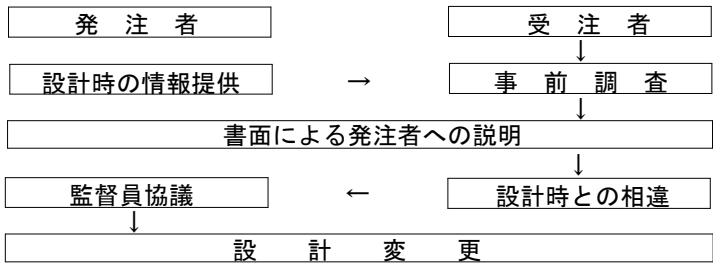 発　注　者　受　注　者
↓
設計時の情報提供　→　事　前　調　査
↓
書面による発注者への説明
↓
監督員協議　←　設計時との相違
↓
設　計　変　更